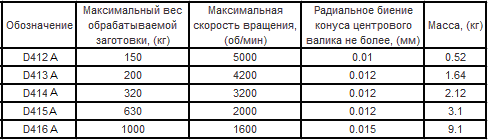 Обозначение Максимальный вес Максимальная Радиальное биение Масса, (кг)
обрабатываемой скорость вращения, конуса центрового
заготовки, (кг) (об/мин) валика не более, (мм)
D412 A 150 5000 0.01 0.52
D413 A 200 4200 0.012 1.64
D414 A 320 3200 0.012 2.12
D415 A 630 2000 0.012 3.1
D416 A 1000 1600 0.015 9.1